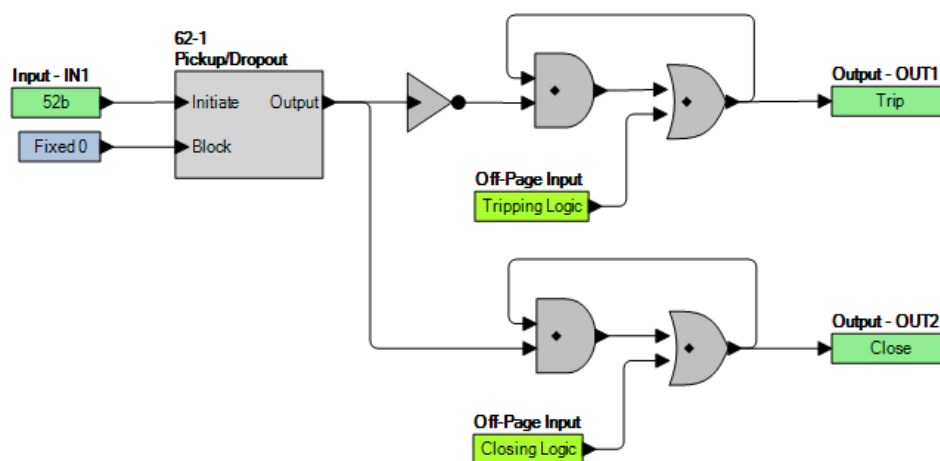 62-1
Pickup/Dropout
Input - IN1
52b
Initiate
Output
Fixed 0
Block
Output - OUT1
Trip
Off-Page Input
Tripping Logic
Output - OUT2
Close
Off-Page Input
Closing Logic